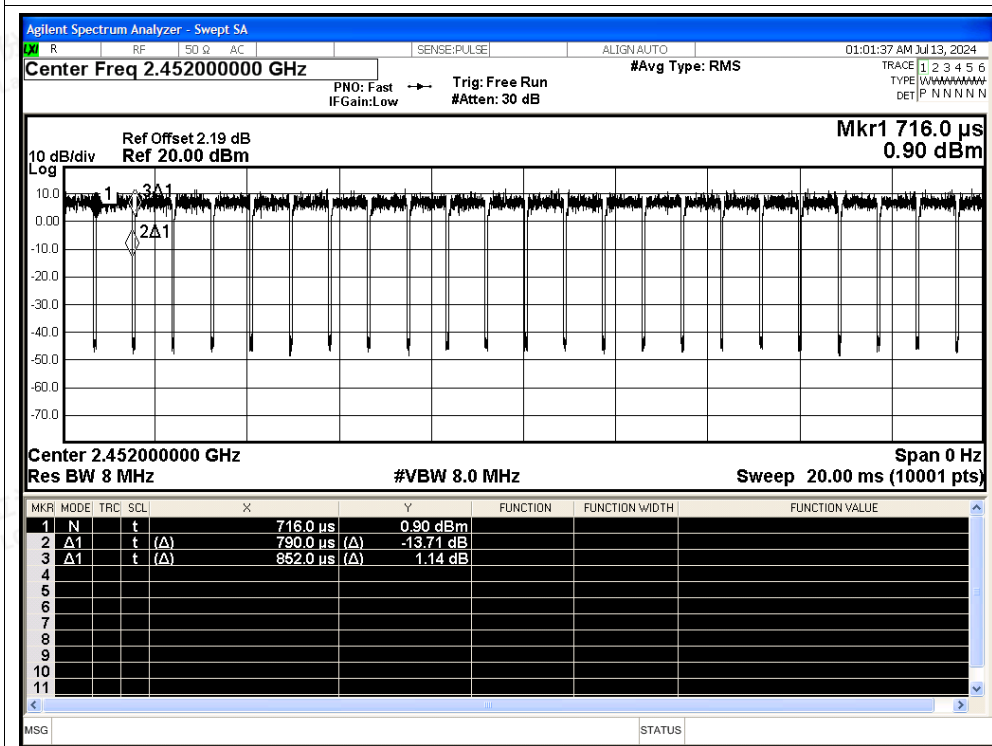 Agilent Spectrum Analyzer - Swept SA
LXI R RF 50 Ω AC SENSE:PULSE ALIGN AUTO 01:01:37 AM Jul 13, 2024
Center Freq 2.452000000 GHz #Avg Type: RMS TRACE 1 2 3 4 5 6
PNO: Fast Trig: Free Run TYPE WWWWWW
IFGain:Low #Atten: 30 dB DET P N N N N N
Mkr1 716.0 µs
Ref Offset 2.19 dB
10 dB/div Ref 20.00 dBm 0.90 dBm
Log
10.0 1 3Δ1
0.00 2Δ1
-10.0
-20.0
-30.0
-40.0
-50.0
-60.0
-70.0
Center 2.452000000 GHz Span 0 Hz
Res BW 8 MHz #VBW 8.0 MHz Sweep 20.00 ms (10001 pts)
MKR MODE TRC SCL X Y FUNCTION FUNCTION WIDTH FUNCTION VALUE
1 N t 716.0 µs 0.90 dBm
2 Δ1 t (Δ) 790.0 µs (Δ) -13.71 dB
3 Δ1 t (Δ) 852.0 µs (Δ) 1.14 dB
4
5
6
7
8
9
10
11
MSG STATUS